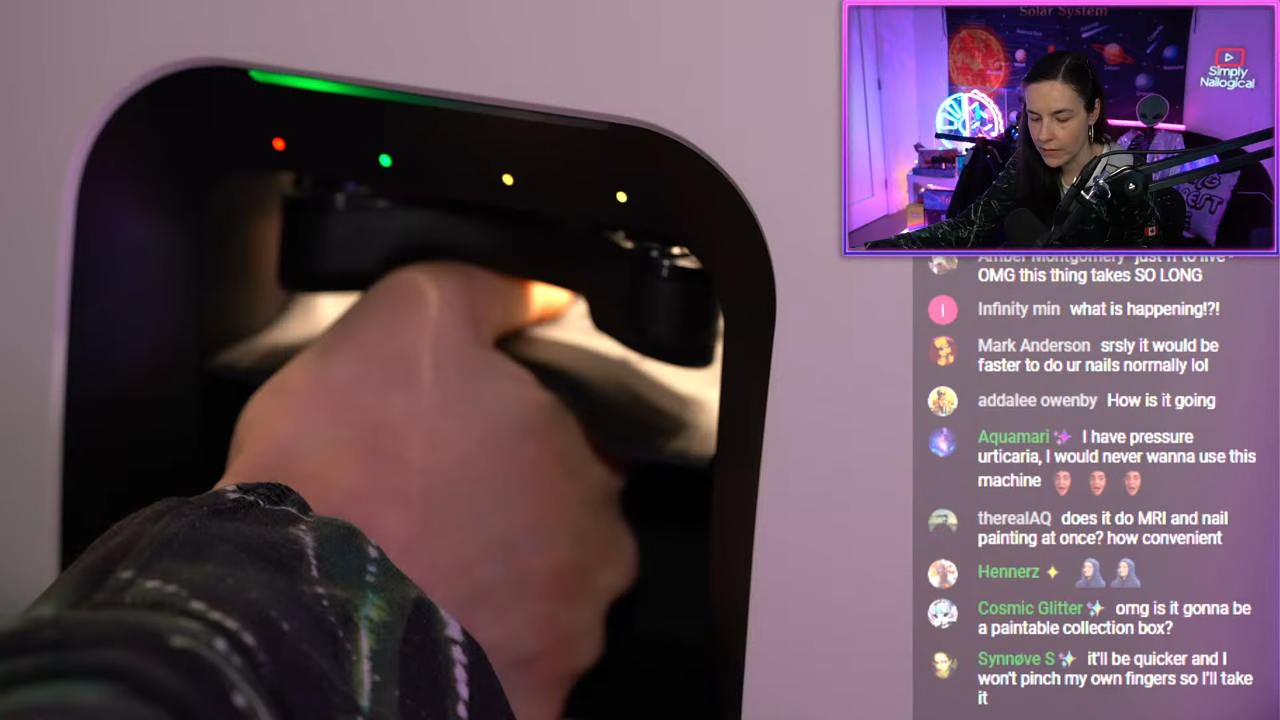 Solar System
Simply
Nailogical
OMG this thing takes SO LONG
Infinity min what is happening!?!
Mark Anderson srsly it would be
faster to do ur nails normally lol
addalee owenby How is it going
Aquamari I have pressure
urticaria, I would never wanna use this
machine
therealAQ does it do MRI and nail
painting at once? how convenient
Hennerz
Cosmic Glitter omg is it gonna be
a paintable collection box?
Synnøve S it'll be quicker and I
won't pinch my own fingers so I'll take
it